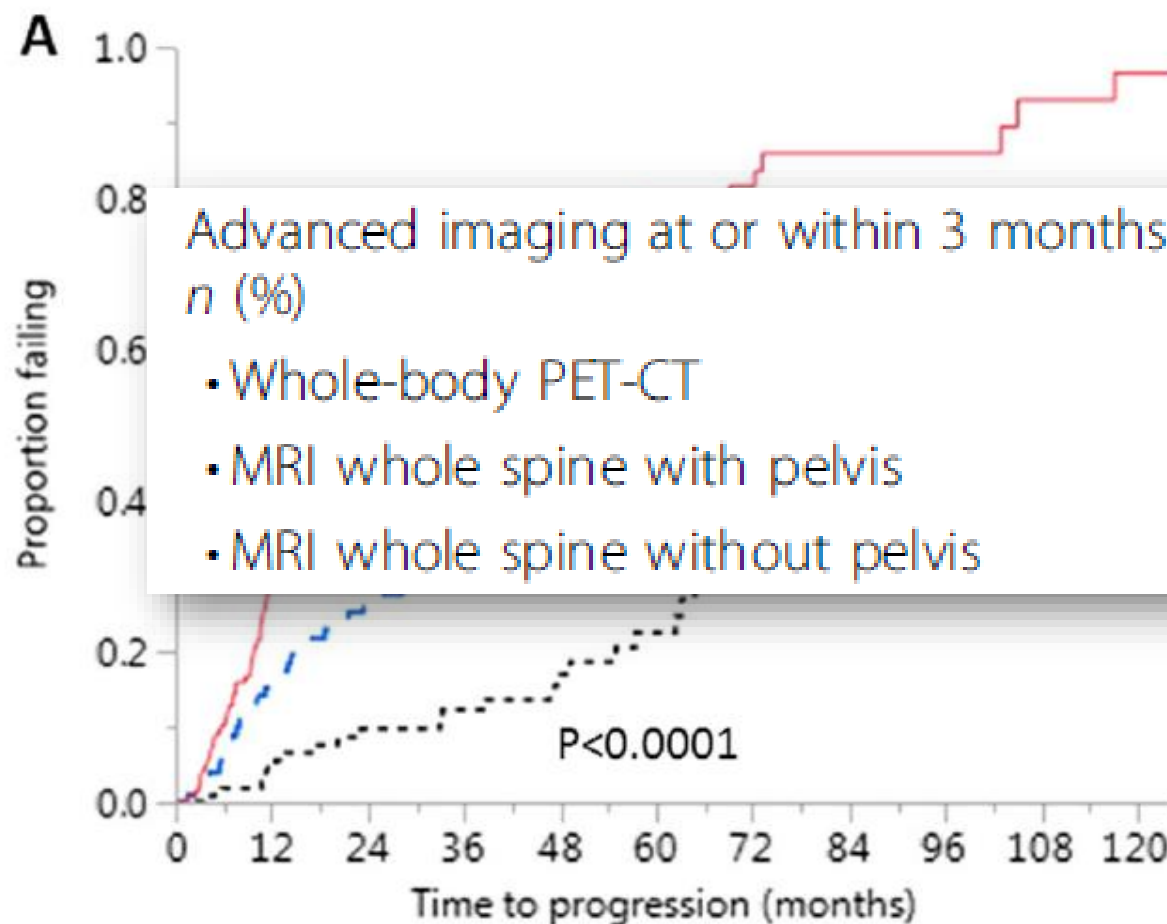 A
1.0
0.8
0.6
0.4
0.2
0.0
Proportion failing
Advanced imaging at or within 3 months
n (%)
• Whole-body PET-CT
• MRI whole spine with pelvis
• MRI whole spine without pelvis
P<0.0001
0 12 24 36 48 60 72 84 96 108 120
Time to progression (months)